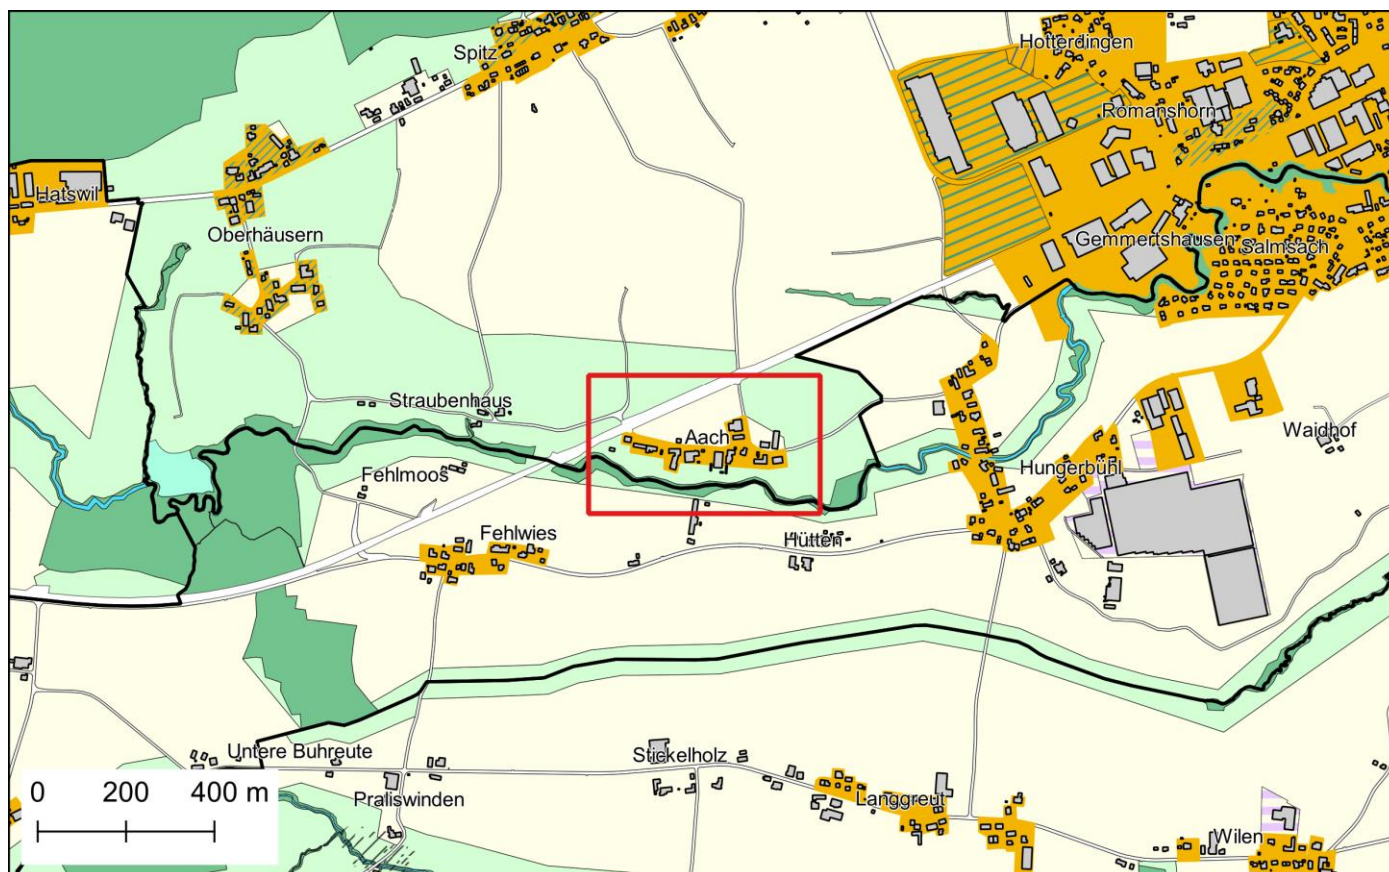 Hotterdingen
Spitz
Romanshorn
Hatswil
Oberhäusern
Gemmertshausen
Salmsach
Straubenhaus
Aach
Waidhof
Fehlmoos
Hungerbühl
Fehlwies
Hütten
Untere Buhreute
Stickelholz
0 200 400 m
Praliswinden
Langgreut
Wilen